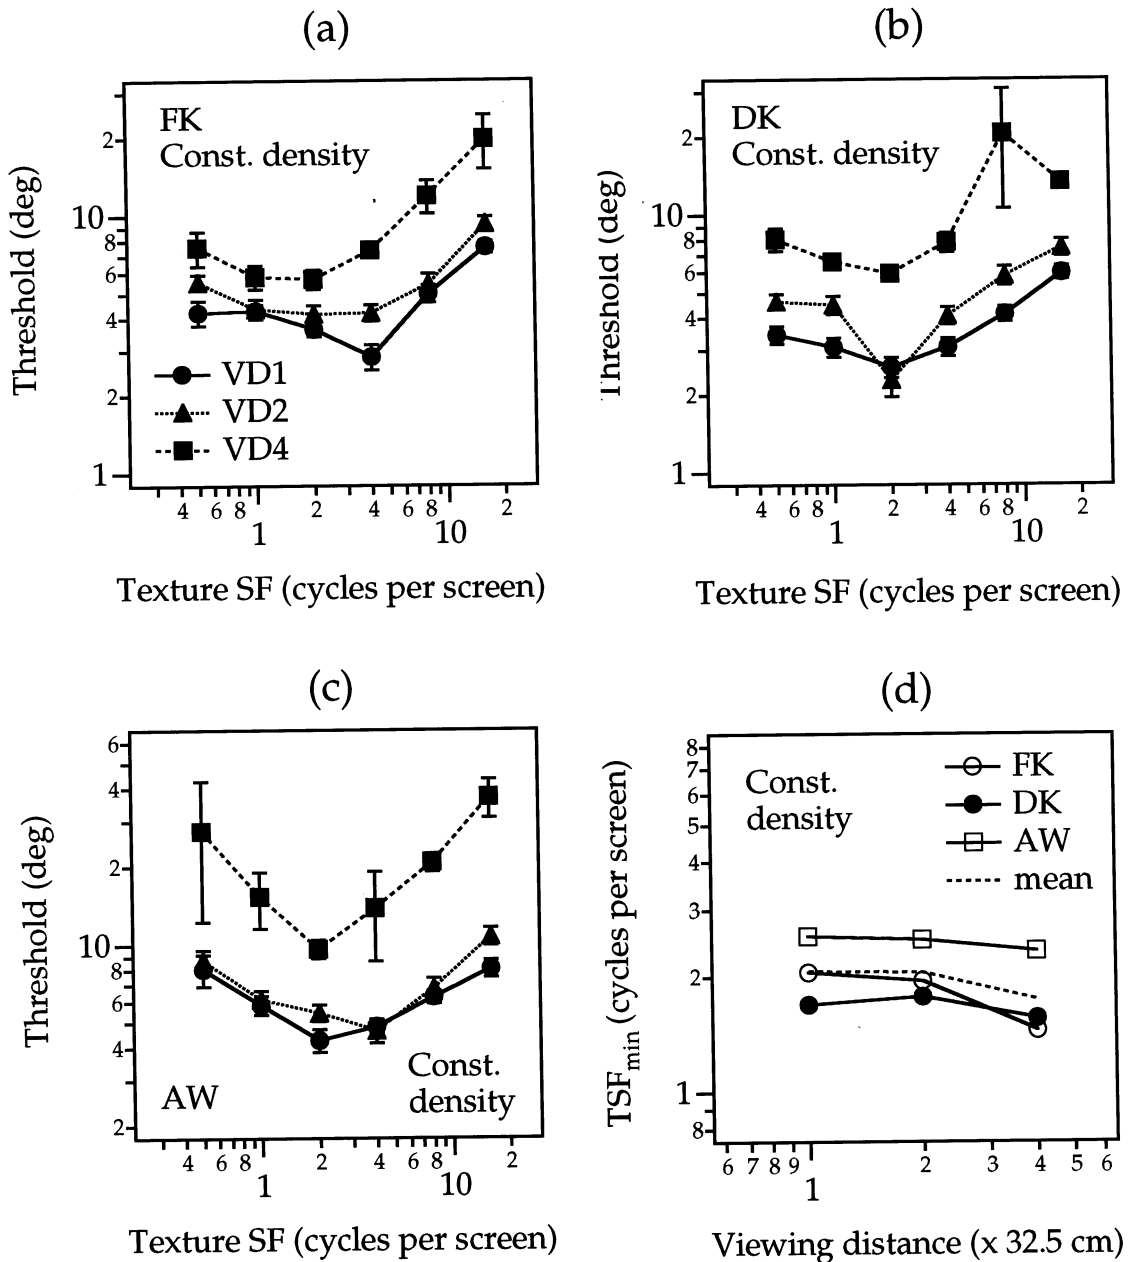 (a)
FK
Const. density
Threshold (deg)
2
10
8
6
4
2
1
VD1
VD2
VD4
4 6 8 2 4 6 8 2
1 10
Texture SF (cycles per screen)
(b)
DK
Const. density
Threshold (deg)
2
10
8
6
4
2
1
4 6 8 2 4 6 8 2
1 10
Texture SF (cycles per screen)
(c)
6
4
2
10
8
6
4
2
Threshold (deg)
AW
Const.
density
4 6 8 2 4 6 8 2
1 10
Texture SF (cycles per screen)
(d)
Const.
density
FK
DK
AW
mean
TSFmin (cycles per screen)
8
7
6
5
4
3
2
1
8
6 7 8 9 2 3 4 5 6
1
Viewing distance (x 32.5 cm)